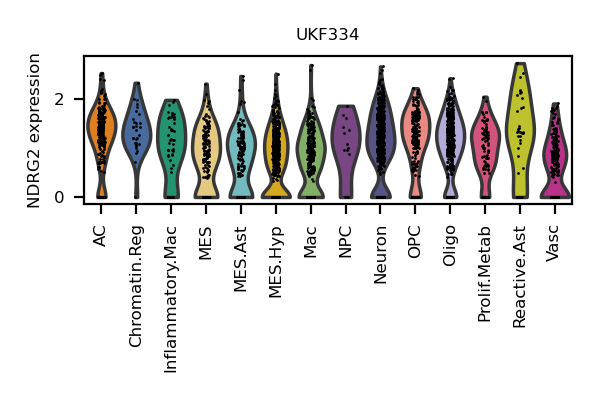 UKF334
NDRG2 expression
2
0
AC
Chromatin.Reg
Inflammatory.Mac
MES
MES.Ast
MES.Hyp
Mac
NPC
Neuron
OPC
Oligo
Prolif.Metab
Reactive.Ast
Vasc